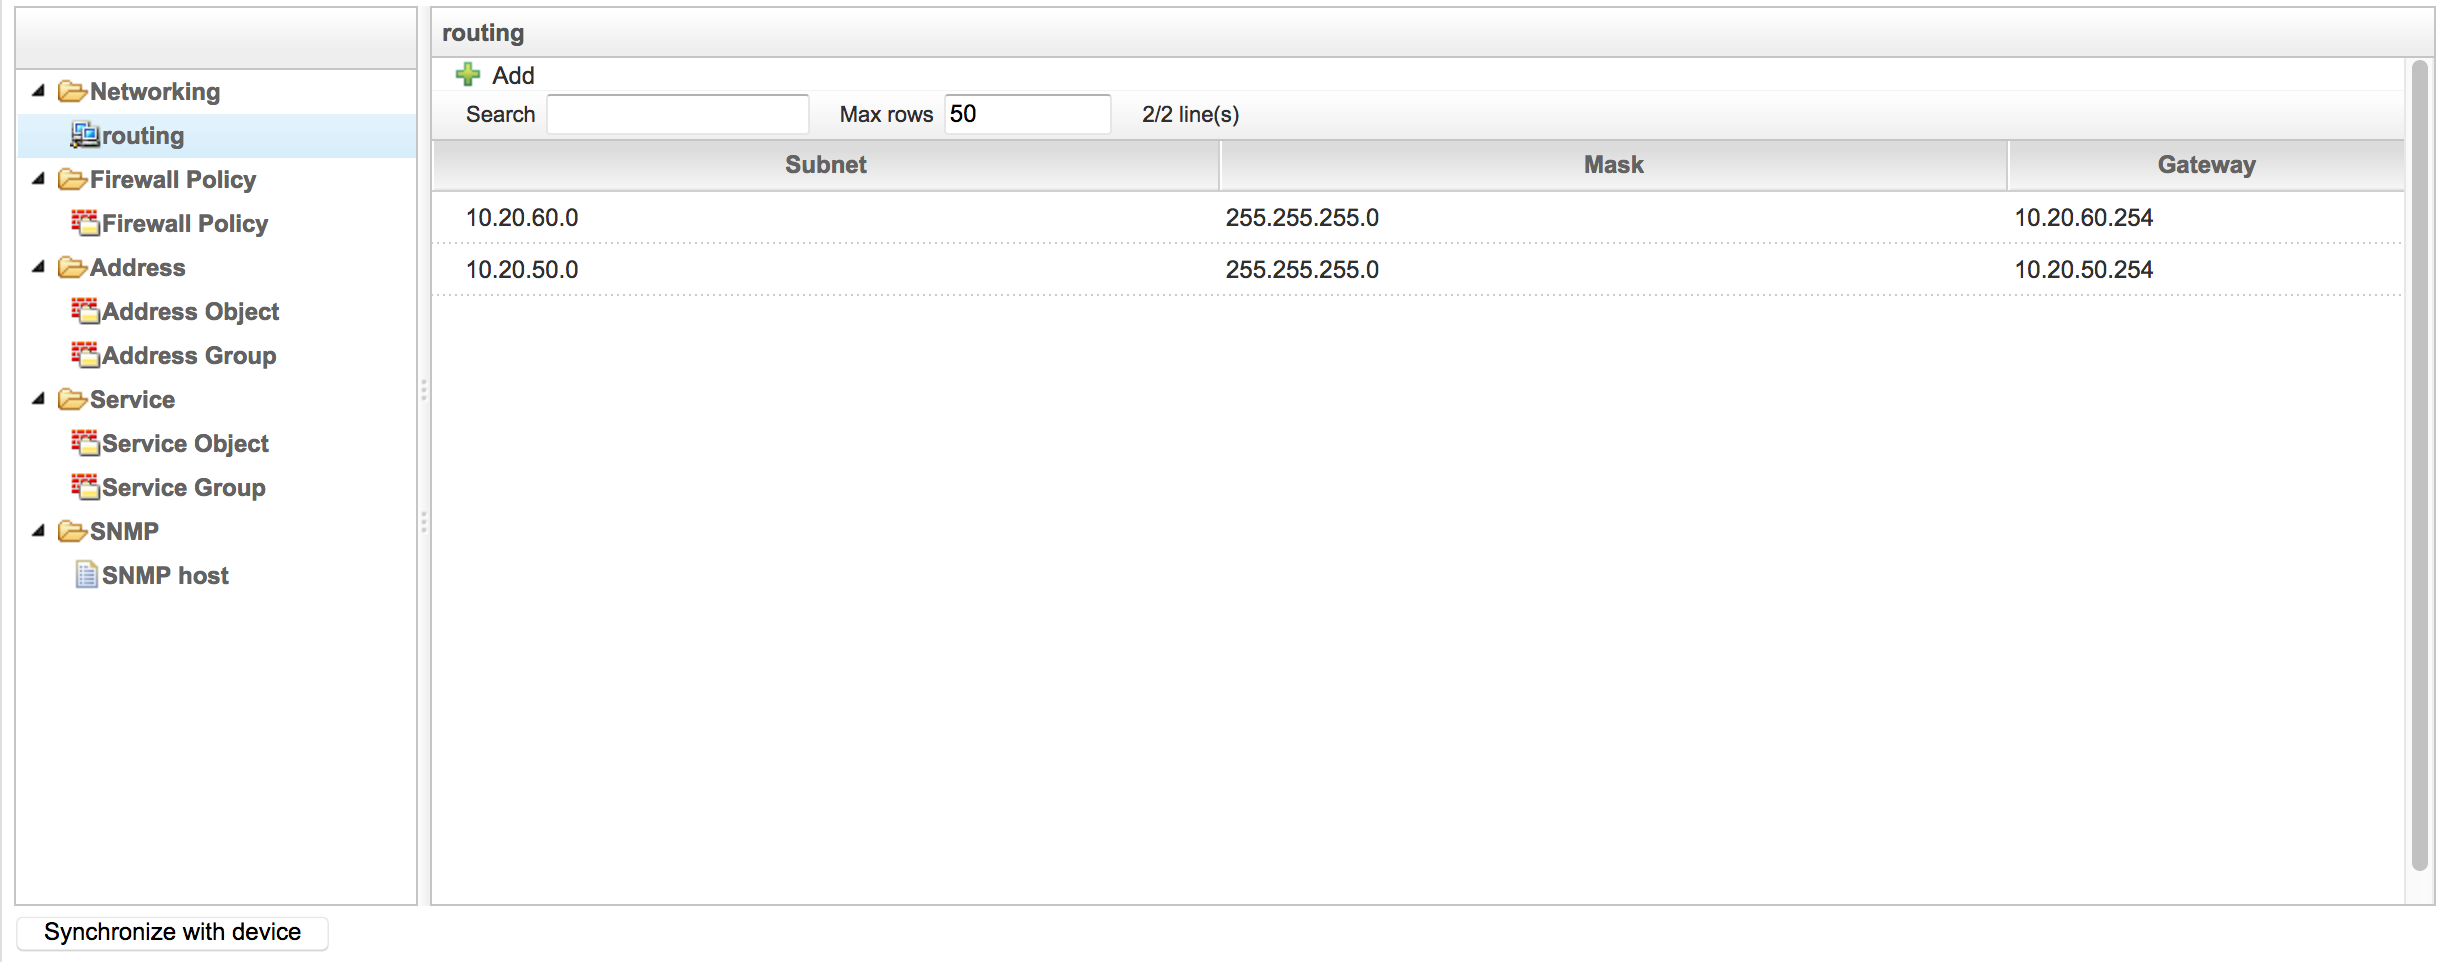 Networking
routing
Firewall Policy
Firewall Policy
Address
Address Object
Address Group
Service
Service Object
Service Group
SNMP
SNMP host
routing
Add
Search Max rows 50 2/2 line(s)
Subnet Mask Gateway
10.20.60.0 255.255.255.0 10.20.60.254
10.20.50.0 255.255.255.0 10.20.50.254
Synchronize with device